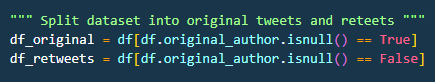 """ Split dataset into original tweets and reteets """
df_original = df[df.original_author.isnull() == True]
df_retweets = df[df.original_author.isnull() == False]